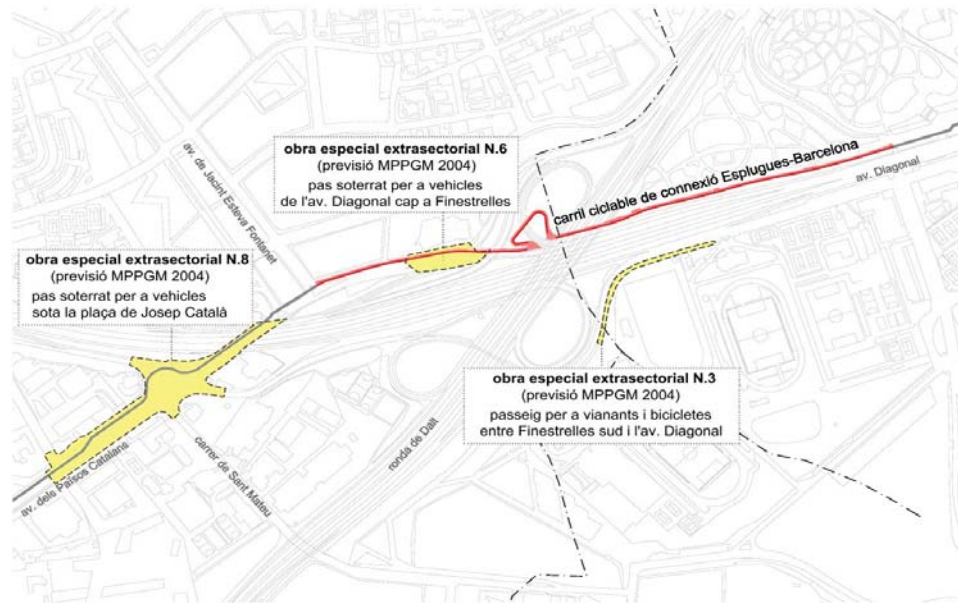 obra especial extrasectorial N.6
(previsió MPPGM 2004)
pas soterrat per a vehicles
de l'av. Diagonal cap a Finestrelles
av. de Jacint Esteva Fontanet
carril ciclable de connexió Esplugues-Barcelona
av. Diagonal
obra especial extrasectorial N.8
(previsió MPPGM 2004)
pas soterrat per a vehicles
sota la plaça de Josep Català
obra especial extrasectorial N.3
(previsió MPPGM 2004)
passeig per a vianants i bicicletes
entre Finestrelles sud i l'av. Diagonal
ronda de Dalt
carrer de Sant Mateu
av. dels Països Catalans